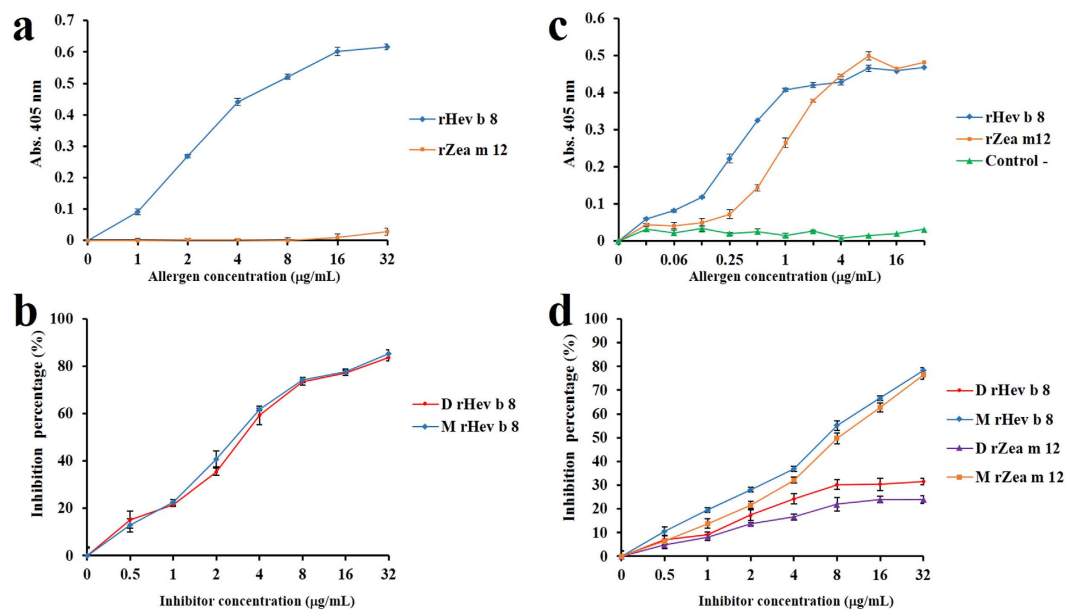 a
0.7
0.6
0.5
0.4
0.3
0.2
0.1
0
Abs. 405 nm
0 1 2 4 8 16 32
Allergen concentration (μg/mL)
rHev b 8
rZea m 12
c
0.6
0.5
0.4
0.3
0.2
0.1
0
Abs. 405 nm
0 0.06 0.25 1 4 16
Allergen concentration (μg/mL)
rHev b 8
rZea m12
Control -
b
100
80
60
40
20
0
Inhibition percentage (%)
0 0.5 1 2 4 8 16 32
Inhibitor concentration (μg/mL)
D rHev b 8
M rHev b 8
d
100
90
80
70
60
50
40
30
20
10
0
Inhibition percentage (%)
0 0.5 1 2 4 8 16 32
Inhibitor concentration (μg/mL)
D rHev b 8
M rHev b 8
D rZea m 12
M rZea m 12